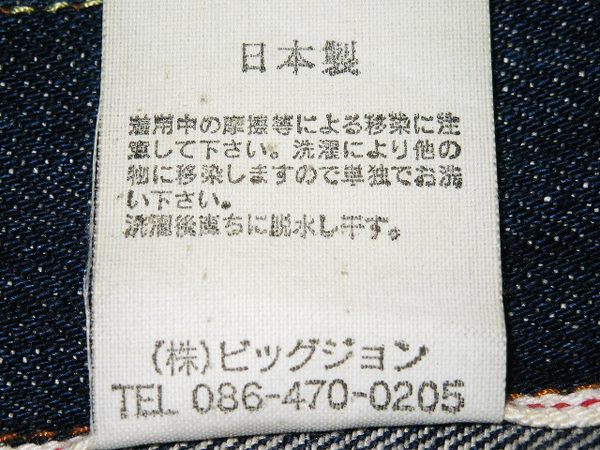 日本製
着用中の摩擦等による移染に注
意して下さい。洗濯により他の
物に移染しますので単独でお洗
い下さい。
洗濯後直ちに脱水し干す。
(株)ビッグジョン
TEL 086-470-0205